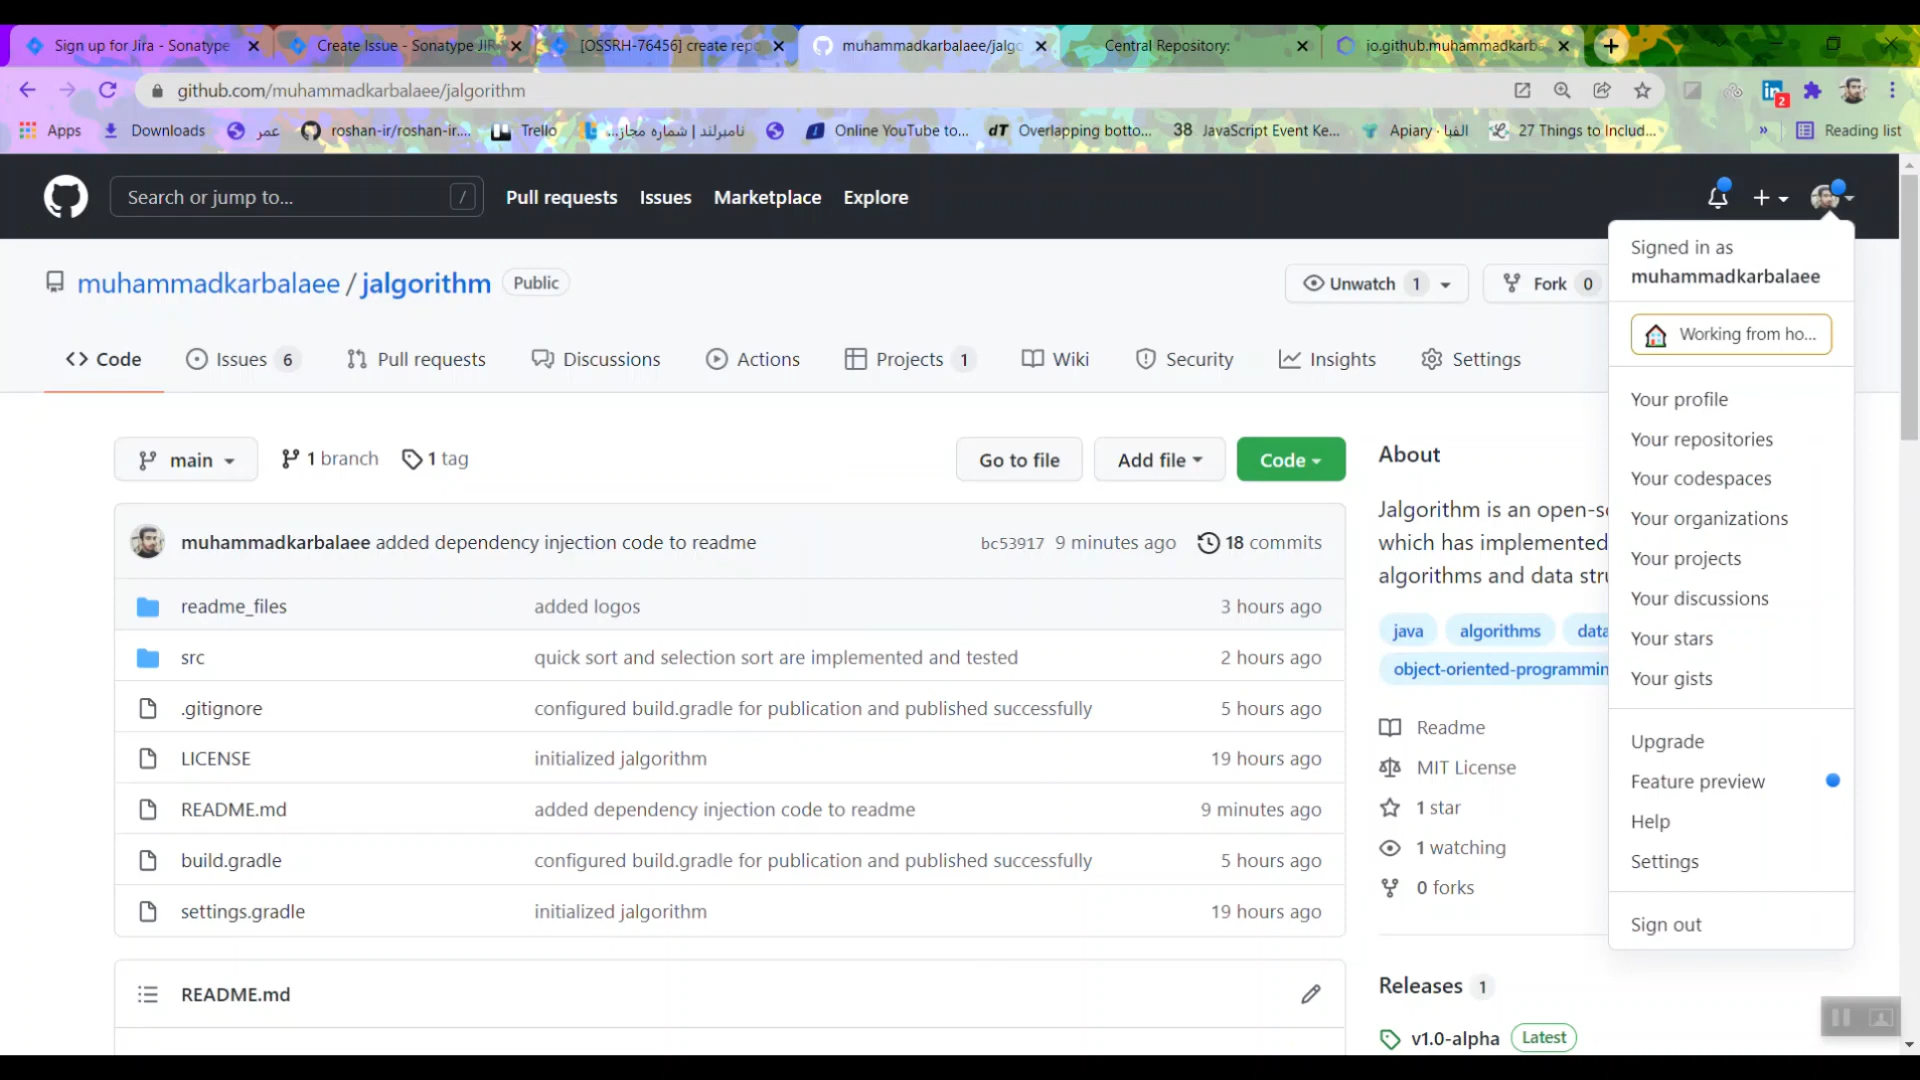 Sign up for Jira - Sonatype
Create Issue - Sonatype JIR
[OSSRH-76456] create repo
muhammadkarbalaee/jalgo
Central Repository:
io.github.muhammadkarba
github.com/muhammadkarbalaee/jalgorithm
Apps
Downloads
عمر
roshan-ir/roshan-ir....
Trello
نامبرلند | شماره مجاز...
Online YouTube to...
dT Overlapping botto...
38 JavaScript Event Ke...
Apiary · الفبا
27 Things to Includ...
»
Reading list
2
Search or jump to...
/
Pull requests
Issues
Marketplace
Explore
Signed in as
muhammadkarbalaee
Working from ho...
Your profile
Your repositories
Your codespaces
Your organizations
Your projects
Your discussions
Your stars
Your gists
Upgrade
Feature preview
Help
Settings
Sign out
muhammadkarbalaee / jalgorithm
Public
Unwatch 1
Fork 0
Code
Issues 6
Pull requests
Discussions
Actions
Projects 1
Wiki
Security
Insights
Settings
main
1 branch
1 tag
Go to file
Add file
Code
muhammadkarbalaee added dependency injection code to readme
bc53917 9 minutes ago
18 commits
readme_files added logos 3 hours ago
src quick sort and selection sort are implemented and tested 2 hours ago
.gitignore configured build.gradle for publication and published successfully 5 hours ago
LICENSE initialized jalgorithm 19 hours ago
README.md added dependency injection code to readme 9 minutes ago
build.gradle configured build.gradle for publication and published successfully 5 hours ago
settings.gradle initialized jalgorithm 19 hours ago
README.md
About
Jalgorithm is an open-so
which has implemented
algorithms and data stru
java
algorithms
data
object-oriented-programmin
Readme
MIT License
1 star
1 watching
0 forks
Releases 1
v1.0-alpha
Latest